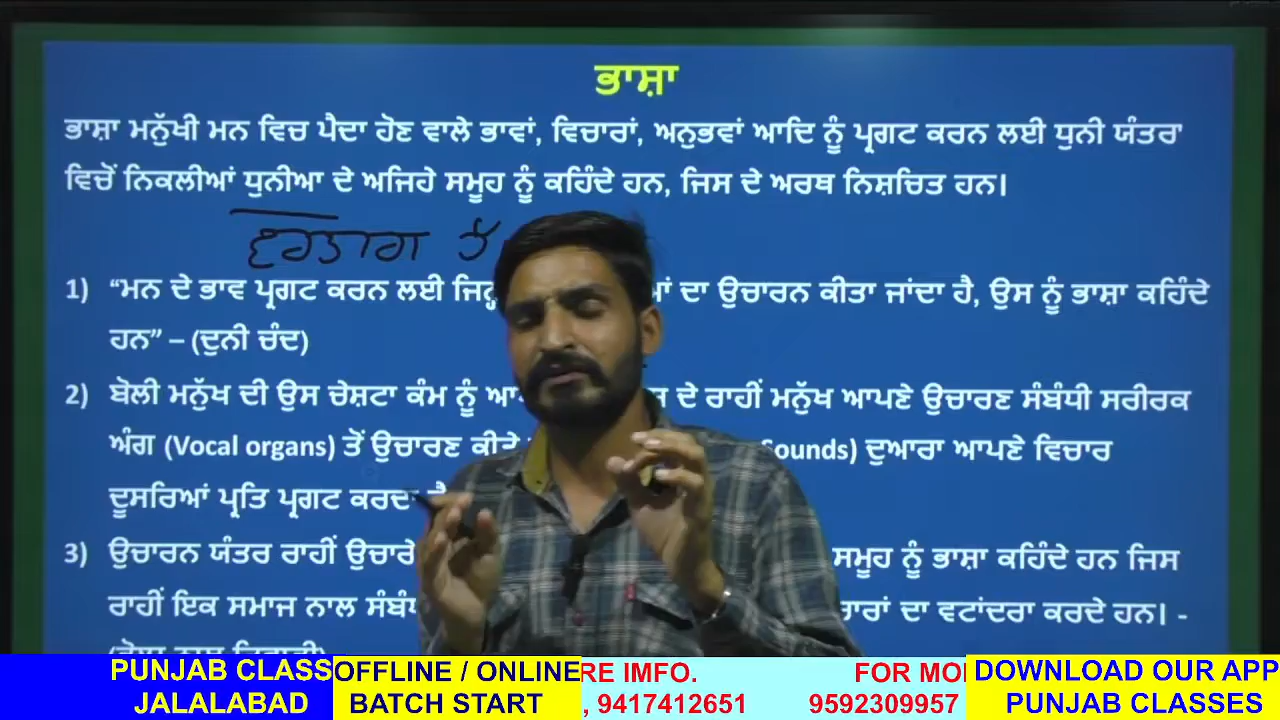 ਭਾਸ਼ਾ
ਭਾਸ਼ਾ ਮਨੁੱਖੀ ਮਨ ਵਿਚ ਪੈਦਾ ਹੋਣ ਵਾਲੇ ਭਾਵਾਂ, ਵਿਚਾਰਾਂ, ਅਨੁਭਵਾਂ ਆਦਿ ਨੂੰ ਪ੍ਰਗਟ ਕਰਨ ਲਈ ਧੁਨੀ ਯੰਤਰਾ
ਵਿਚੋਂ ਨਿਕਲੀਆਂ ਧੁਨੀਆ ਦੇ ਅਜਿਹੇ ਸਮੂਹ ਨੂੰ ਕਹਿੰਦੇ ਹਨ, ਜਿਸ ਦੇ ਅਰਥ ਨਿਸ਼ਚਿਤ ਹਨ।
1) “ਮਨ ਦੇ ਭਾਵ ਪ੍ਰਗਟ ਕਰਨ ਲਈ ਦਾ ਉਚਾਰਨ ਕੀਤਾ ਜਾਂਦਾ ਹੈ, ਉਸ ਨੂੰ ਭਾਸ਼ਾ ਕਹਿੰਦੇ
ਹਨ” – (ਦੁਨੀ ਚੰਦ)
2) ਬੋਲੀ ਮਨੁੱਖ ਦੀ ਉਸ ਚੇਸ਼ਟਾ ਕੰਮ ਨੂੰ ਦੇ ਰਾਹੀਂ ਮਨੁੱਖ ਆਪਣੇ ਉਚਾਰਣ ਸੰਬੰਧੀ ਸਰੀਰਕ
ਅੰਗ (Vocal organs) ਤੋਂ ਉਚਾਰਣ ਕੀਤੇ Sounds) ਦੁਆਰਾ ਆਪਣੇ ਵਿਚਾਰ
ਦੂਸਰਿਆਂ ਪ੍ਰਤਿ ਪ੍ਰਗਟ ਕਰਦਾ
3) ਉਚਾਰਨ ਯੰਤਰ ਰਾਹੀਂ ਉਚਾਰੇ ਸਮੂਹ ਨੂੰ ਭਾਸ਼ਾ ਕਹਿੰਦੇ ਹਨ ਜਿਸ
ਰਾਹੀਂ ਇਕ ਸਮਾਜ ਨਾਲ ਦਾ ਵਟਾਂਦਰਾ ਕਰਦੇ ਹਨ। -
PUNJAB CLASS OFFLINE / ONLINE RE IMFO. FOR MO DOWNLOAD OUR APP
JALALABAD BATCH START , 9417412651 9592309957 PUNJAB CLASSES